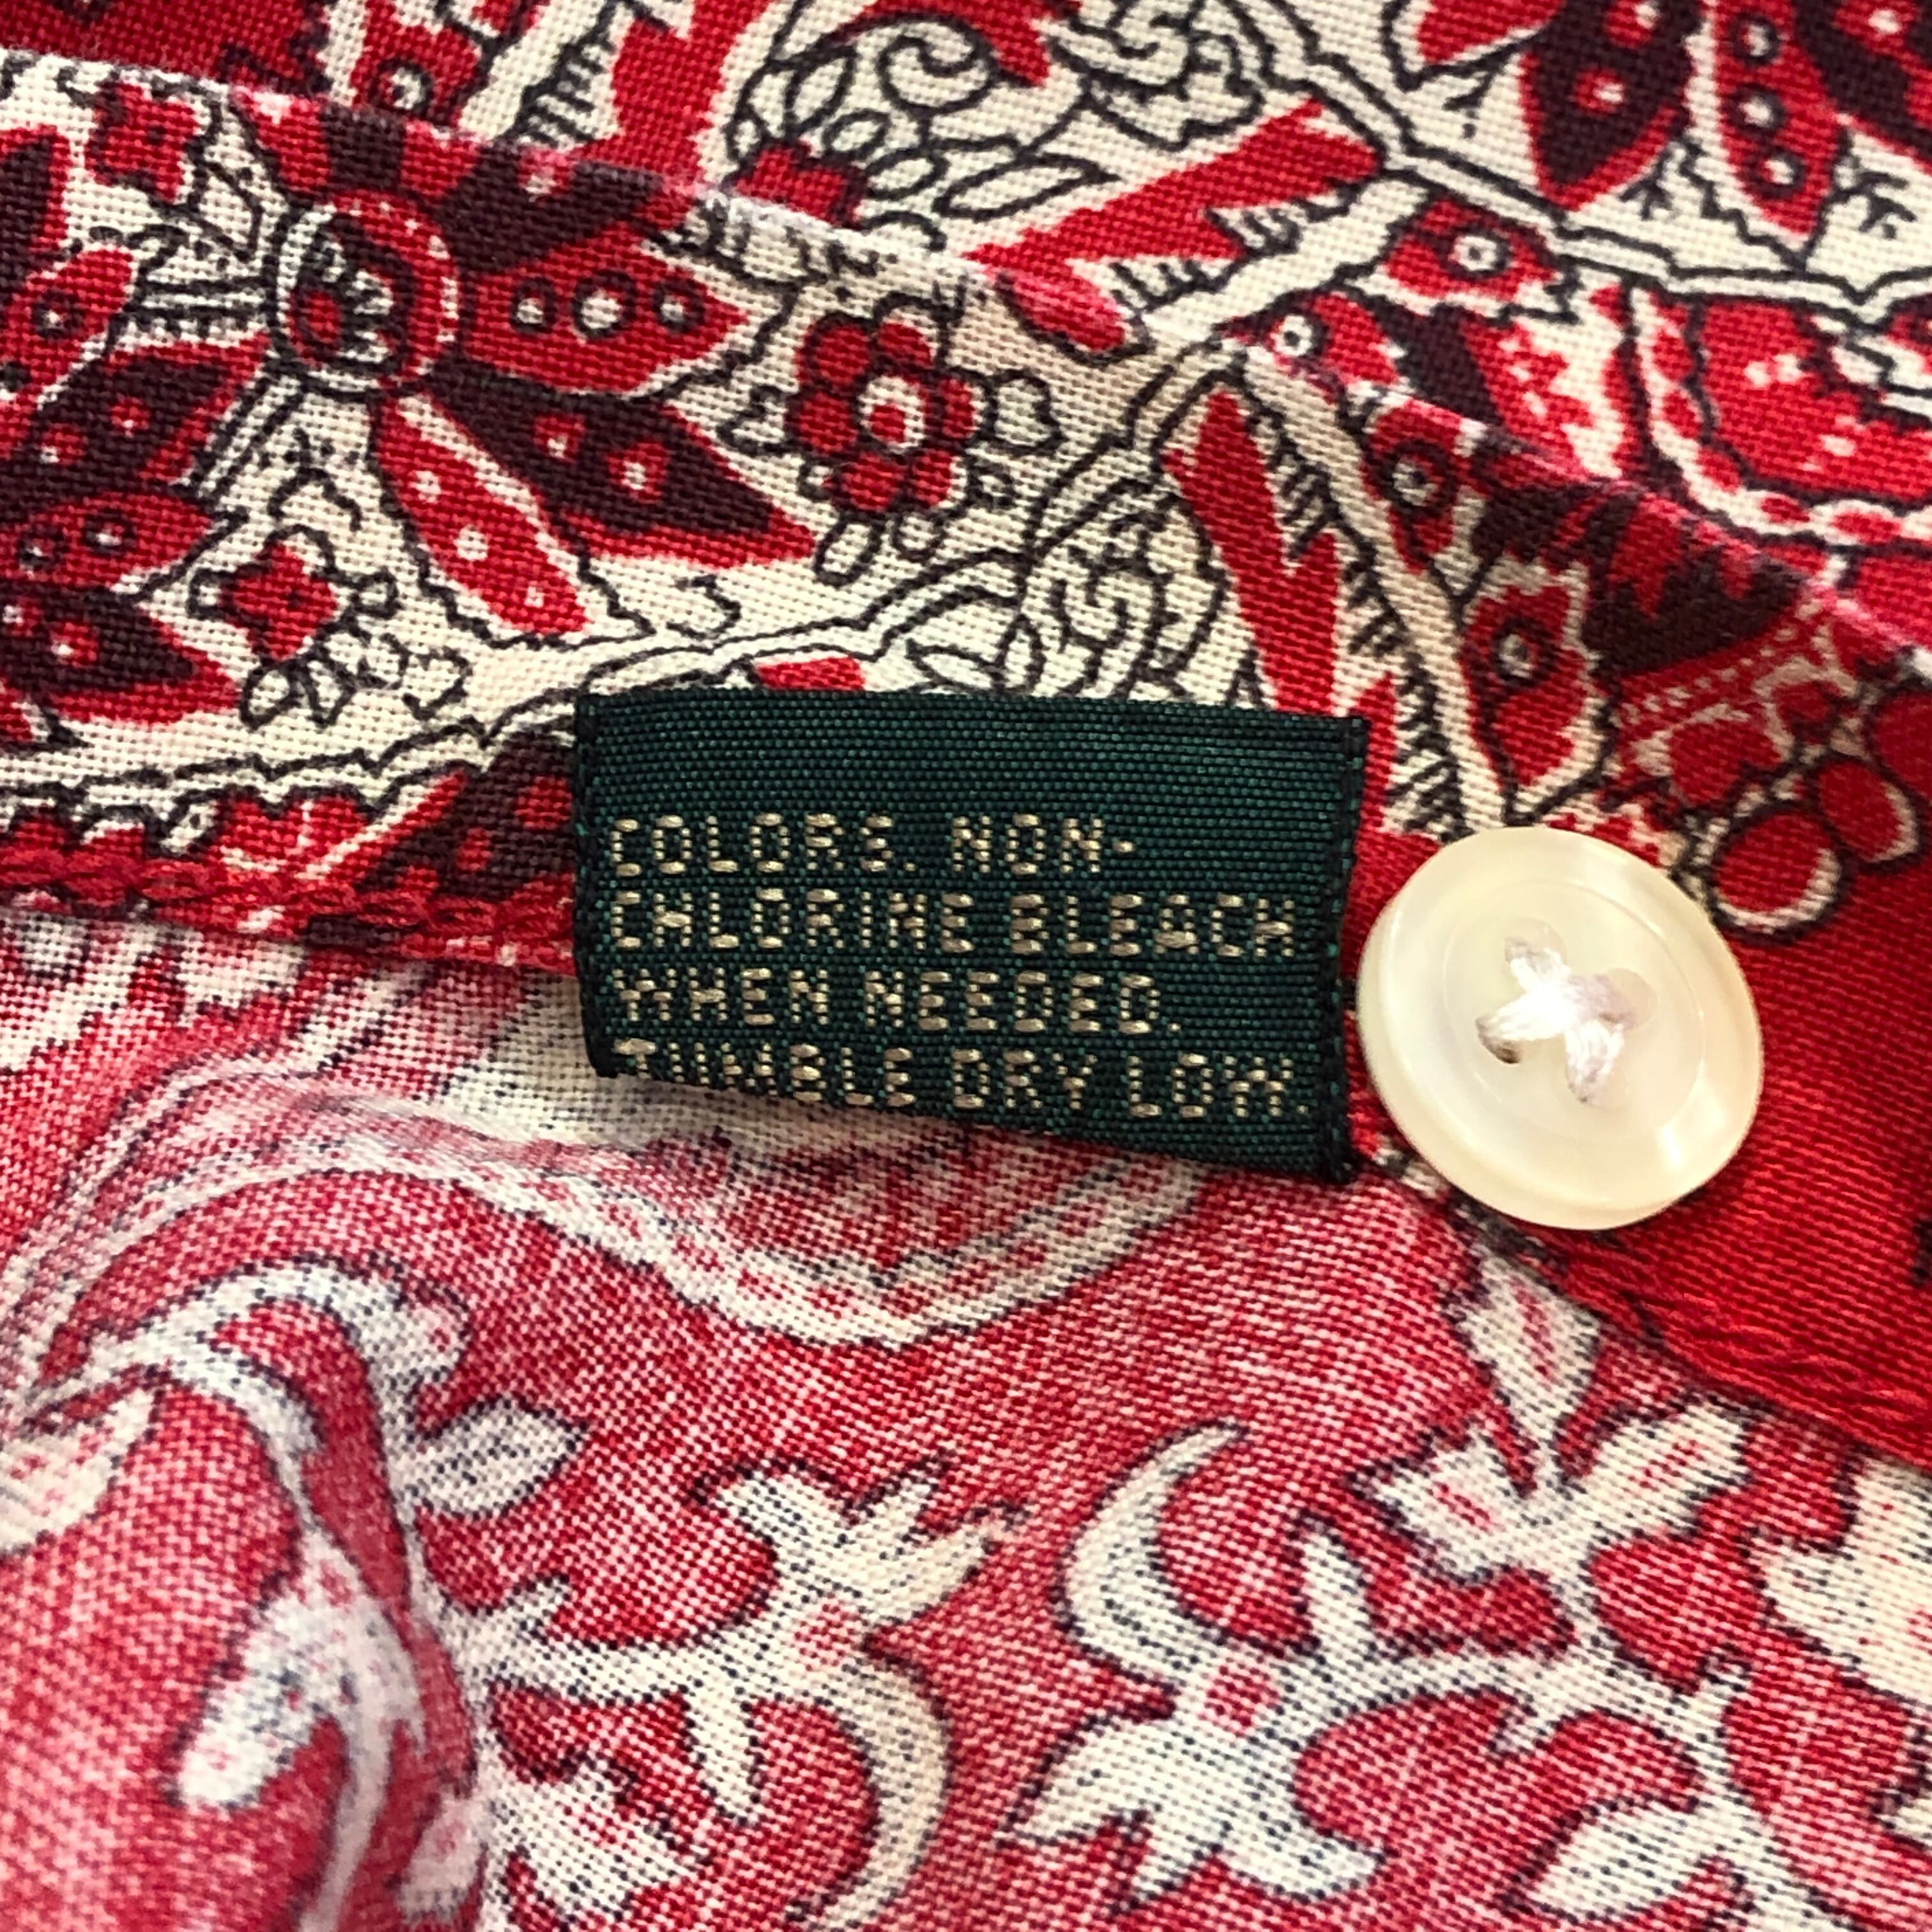 COLORS. NON-
CHLORINE BLEACH
WHEN NEEDED.
TUMBLE DRY LOW.